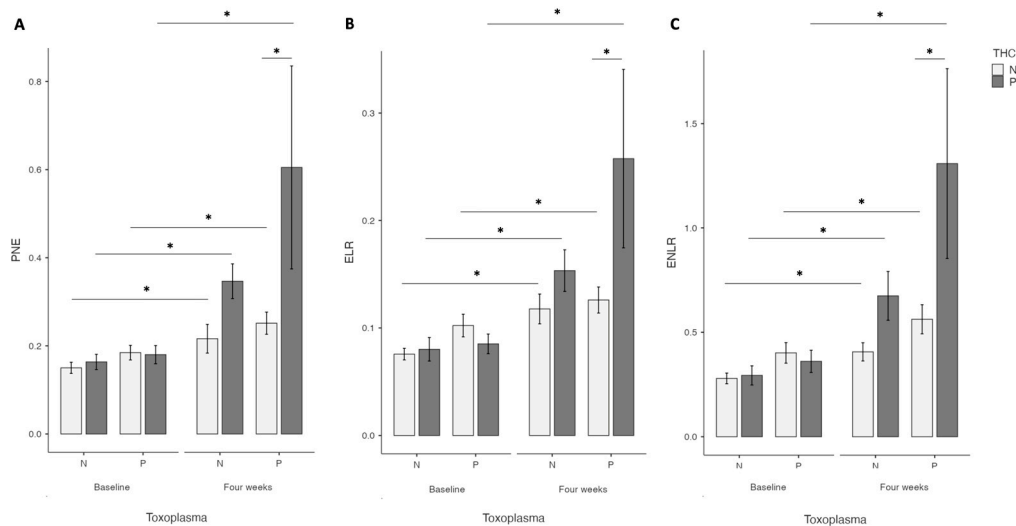 A
*
*
*
*
*
PNE
0.8
0.6
0.4
0.2
0.0
N
P
N
P
Baseline
Four weeks
Toxoplasma
B
*
*
*
*
*
ELR
0.3
0.2
0.1
0.0
N
P
N
P
Baseline
Four weeks
Toxoplasma
C
*
*
*
*
*
ENLR
1.5
1.0
0.5
0.0
N
P
N
P
Baseline
Four weeks
Toxoplasma
THC
N
P